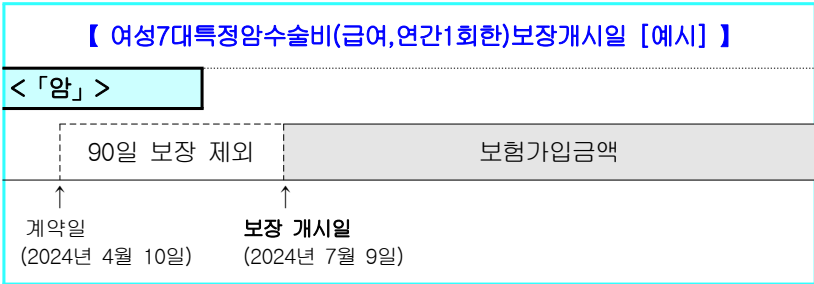 【 여성7대특정암수술비(급여,연간1회한)보장개시일 [예시] 】
<「암」>
90일 보장 제외 보험가입금액
↑ ↑
계약일 보장 개시일
(2024년 4월 10일) (2024년 7월 9일)